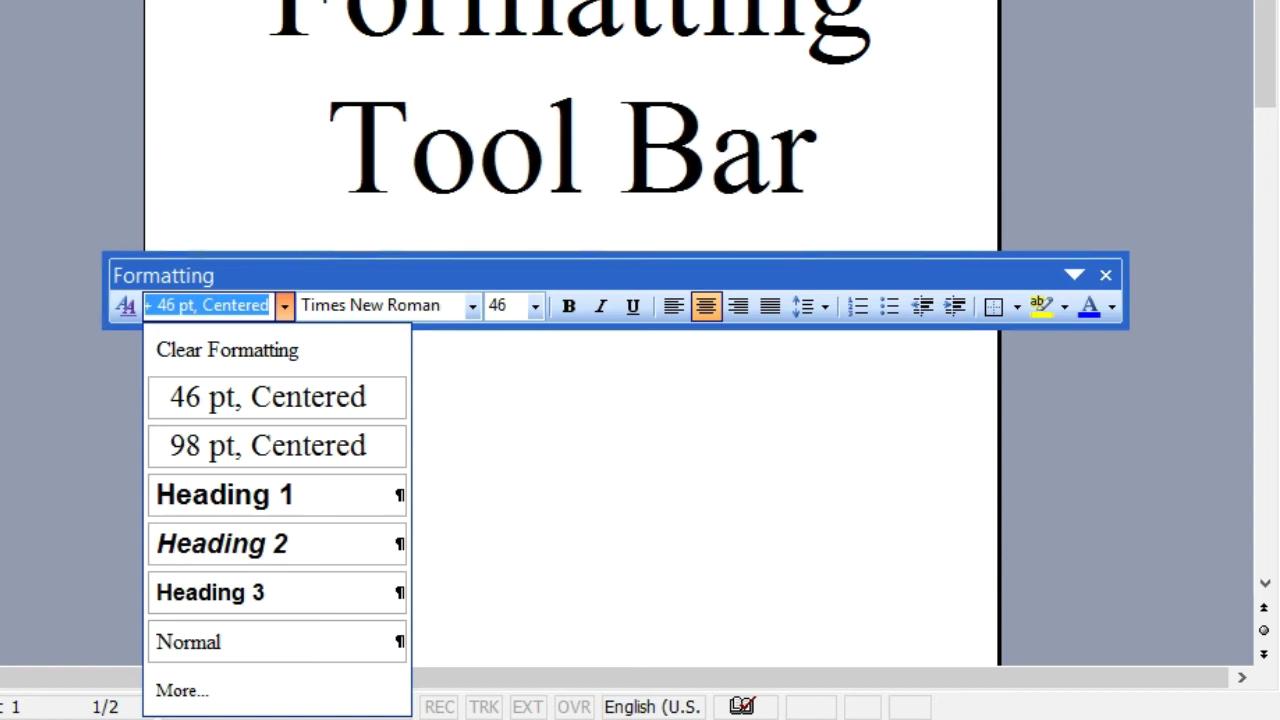 Formatting
Tool Bar
Formatting
+ 46 pt, Centered Times New Roman 46 B I U A
Clear Formatting
46 pt, Centered
98 pt, Centered
Heading 1 ¶
Heading 2 ¶
Heading 3 ¶
Normal ¶
More...
: 1 1/2 REC TRK EXT OVR English (U.S.